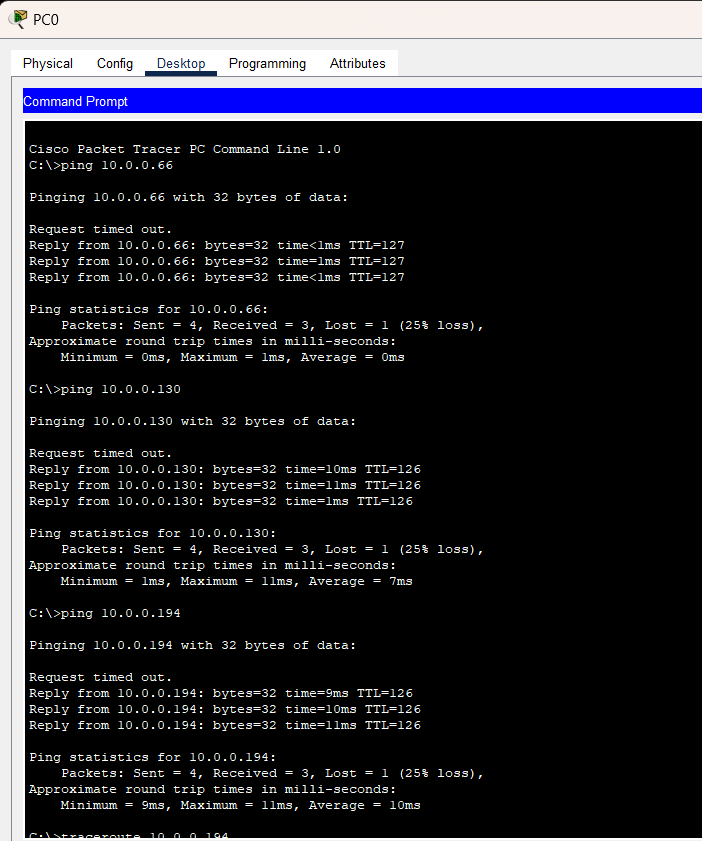 PC0
Physical Config Desktop Programming Attributes
Command Prompt
Cisco Packet Tracer PC Command Line 1.0
C:\>ping 10.0.0.66
Pinging 10.0.0.66 with 32 bytes of data:
Request timed out.
Reply from 10.0.0.66: bytes=32 time<1ms TTL=127
Reply from 10.0.0.66: bytes=32 time=1ms TTL=127
Reply from 10.0.0.66: bytes=32 time<1ms TTL=127
Ping statistics for 10.0.0.66:
Packets: Sent = 4, Received = 3, Lost = 1 (25% loss),
Approximate round trip times in milli-seconds:
Minimum = 0ms, Maximum = 1ms, Average = 0ms
C:\>ping 10.0.0.130
Pinging 10.0.0.130 with 32 bytes of data:
Request timed out.
Reply from 10.0.0.130: bytes=32 time=10ms TTL=126
Reply from 10.0.0.130: bytes=32 time=11ms TTL=126
Reply from 10.0.0.130: bytes=32 time=1ms TTL=126
Ping statistics for 10.0.0.130:
Packets: Sent = 4, Received = 3, Lost = 1 (25% loss),
Approximate round trip times in milli-seconds:
Minimum = 1ms, Maximum = 11ms, Average = 7ms
C:\>ping 10.0.0.194
Pinging 10.0.0.194 with 32 bytes of data:
Request timed out.
Reply from 10.0.0.194: bytes=32 time=9ms TTL=126
Reply from 10.0.0.194: bytes=32 time=10ms TTL=126
Reply from 10.0.0.194: bytes=32 time=11ms TTL=126
Ping statistics for 10.0.0.194:
Packets: Sent = 4, Received = 3, Lost = 1 (25% loss),
Approximate round trip times in milli-seconds:
Minimum = 9ms, Maximum = 11ms, Average = 10ms
C:\>traceroute 10.0.0.194